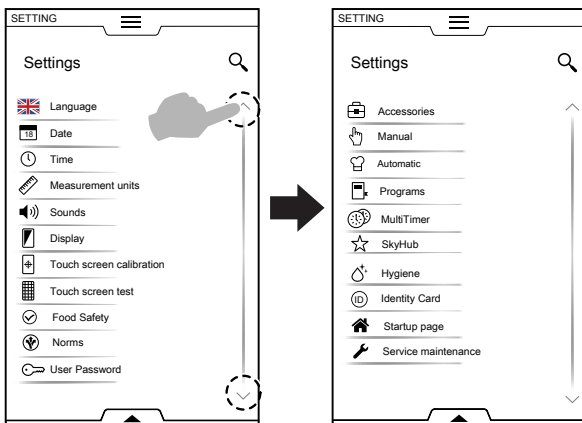 SETTING
Settings
Language
18 Date
Time
Measurement units
Sounds
Display
Touch screen calibration
Touch screen test
Food Safety
Norms
User Password
SETTING
Settings
Accessories
Manual
Automatic
Programs
MultiTimer
SkyHub
Hygiene
ID Identity Card
Startup page
Service maintenance